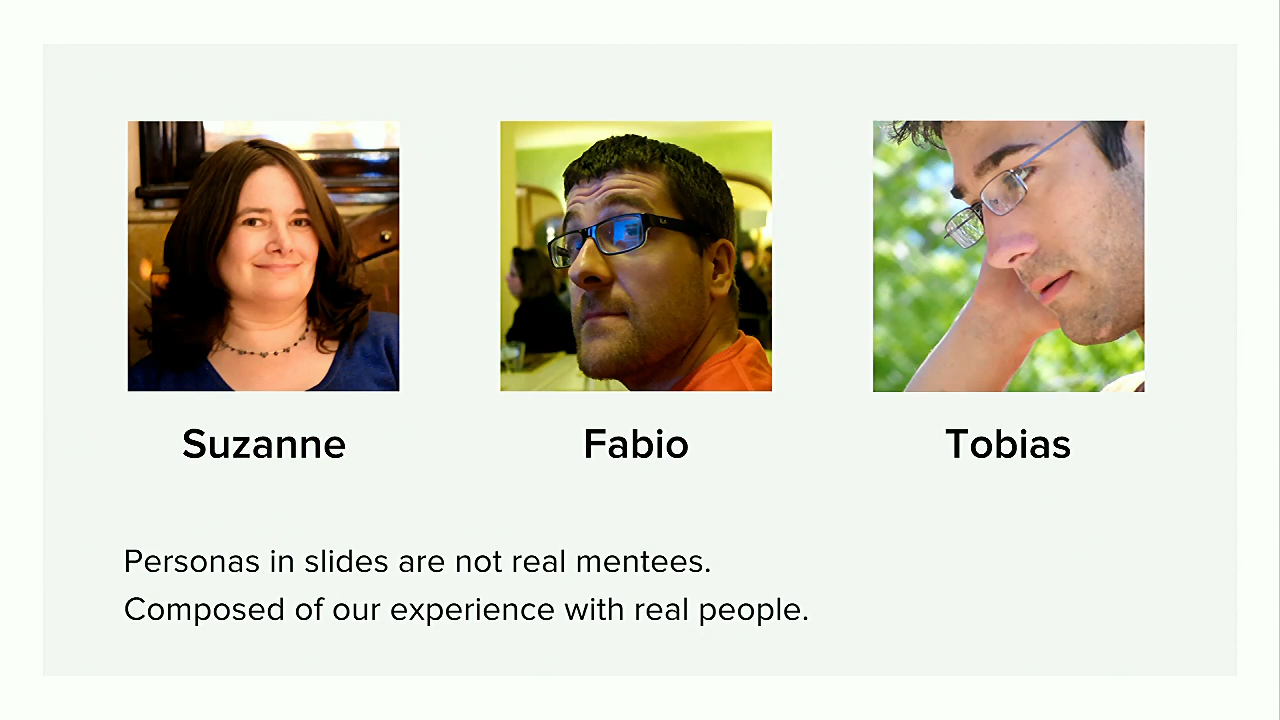 Suzanne
Fabio
Tobias
Personas in slides are not real mentees.
Composed of our experience with real people.